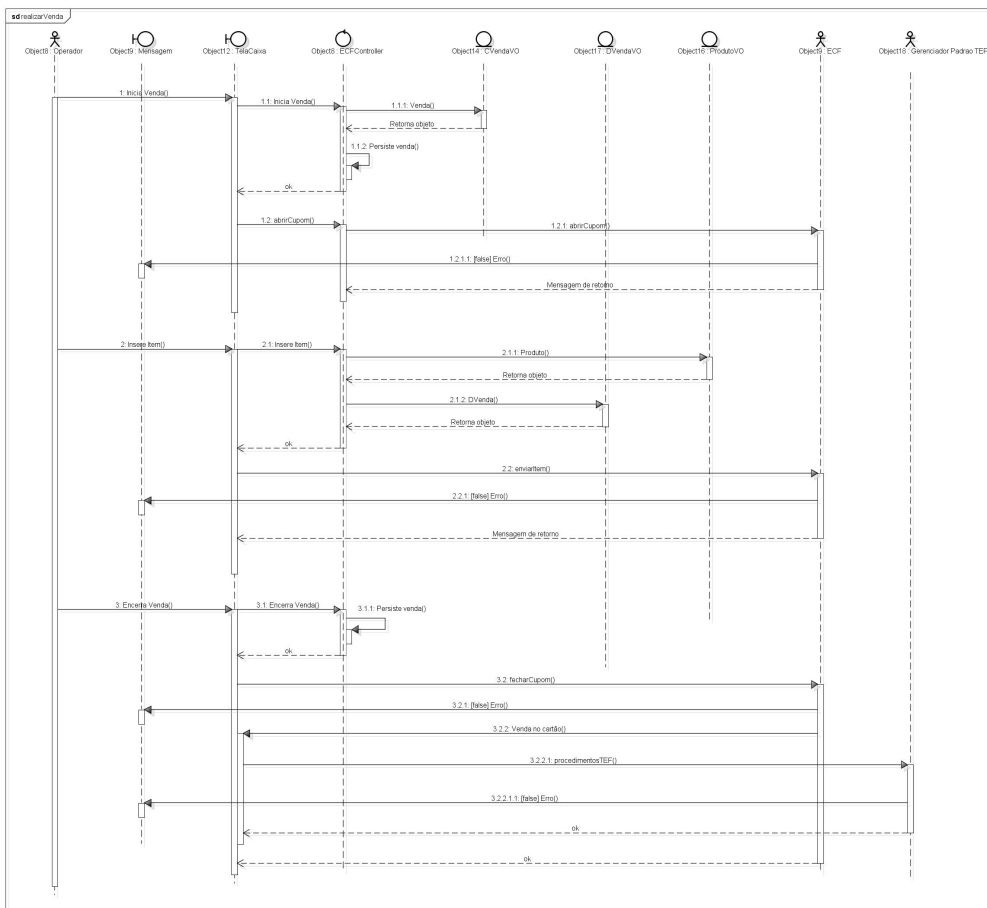 sd realizarVenda
Object8 : Operador
Object9 : Mensagem
Object12 : TelaCaixa
Object8 : ECFController
Object14 : CVendaVO
Object17 : DVendaVO
Object16 : ProdutoVO
Object9 : ECF
Object18 : Gerenciador Padrao TEF
1: Inicia Venda()
1.1: Inicia Venda()
1.1.1: Venda()
Retorna objeto
1.1.2: Persiste venda()
ok
1.2: abrirCupom()
1.2.1: abrirCupom()
1.2.1.1: [false] Erro()
Mensagem de retorno
2: Insere Item()
2.1: Insere Item()
2.1.1: Produto()
Retorna objeto
2.1.2: DVenda()
Retorna objeto
ok
2.2: enviarItem()
2.2.1: [false] Erro()
Mensagem de retorno
3: Encerra Venda()
3.1: Encerra Venda()
3.1.1: Persiste venda()
ok
3.2: fecharCupom()
3.2.1: [false] Erro()
3.2.2: Venda no cartão()
3.2.2.1: procedimentosTEF()
3.2.2.1.1: [false] Erro()
ok
ok